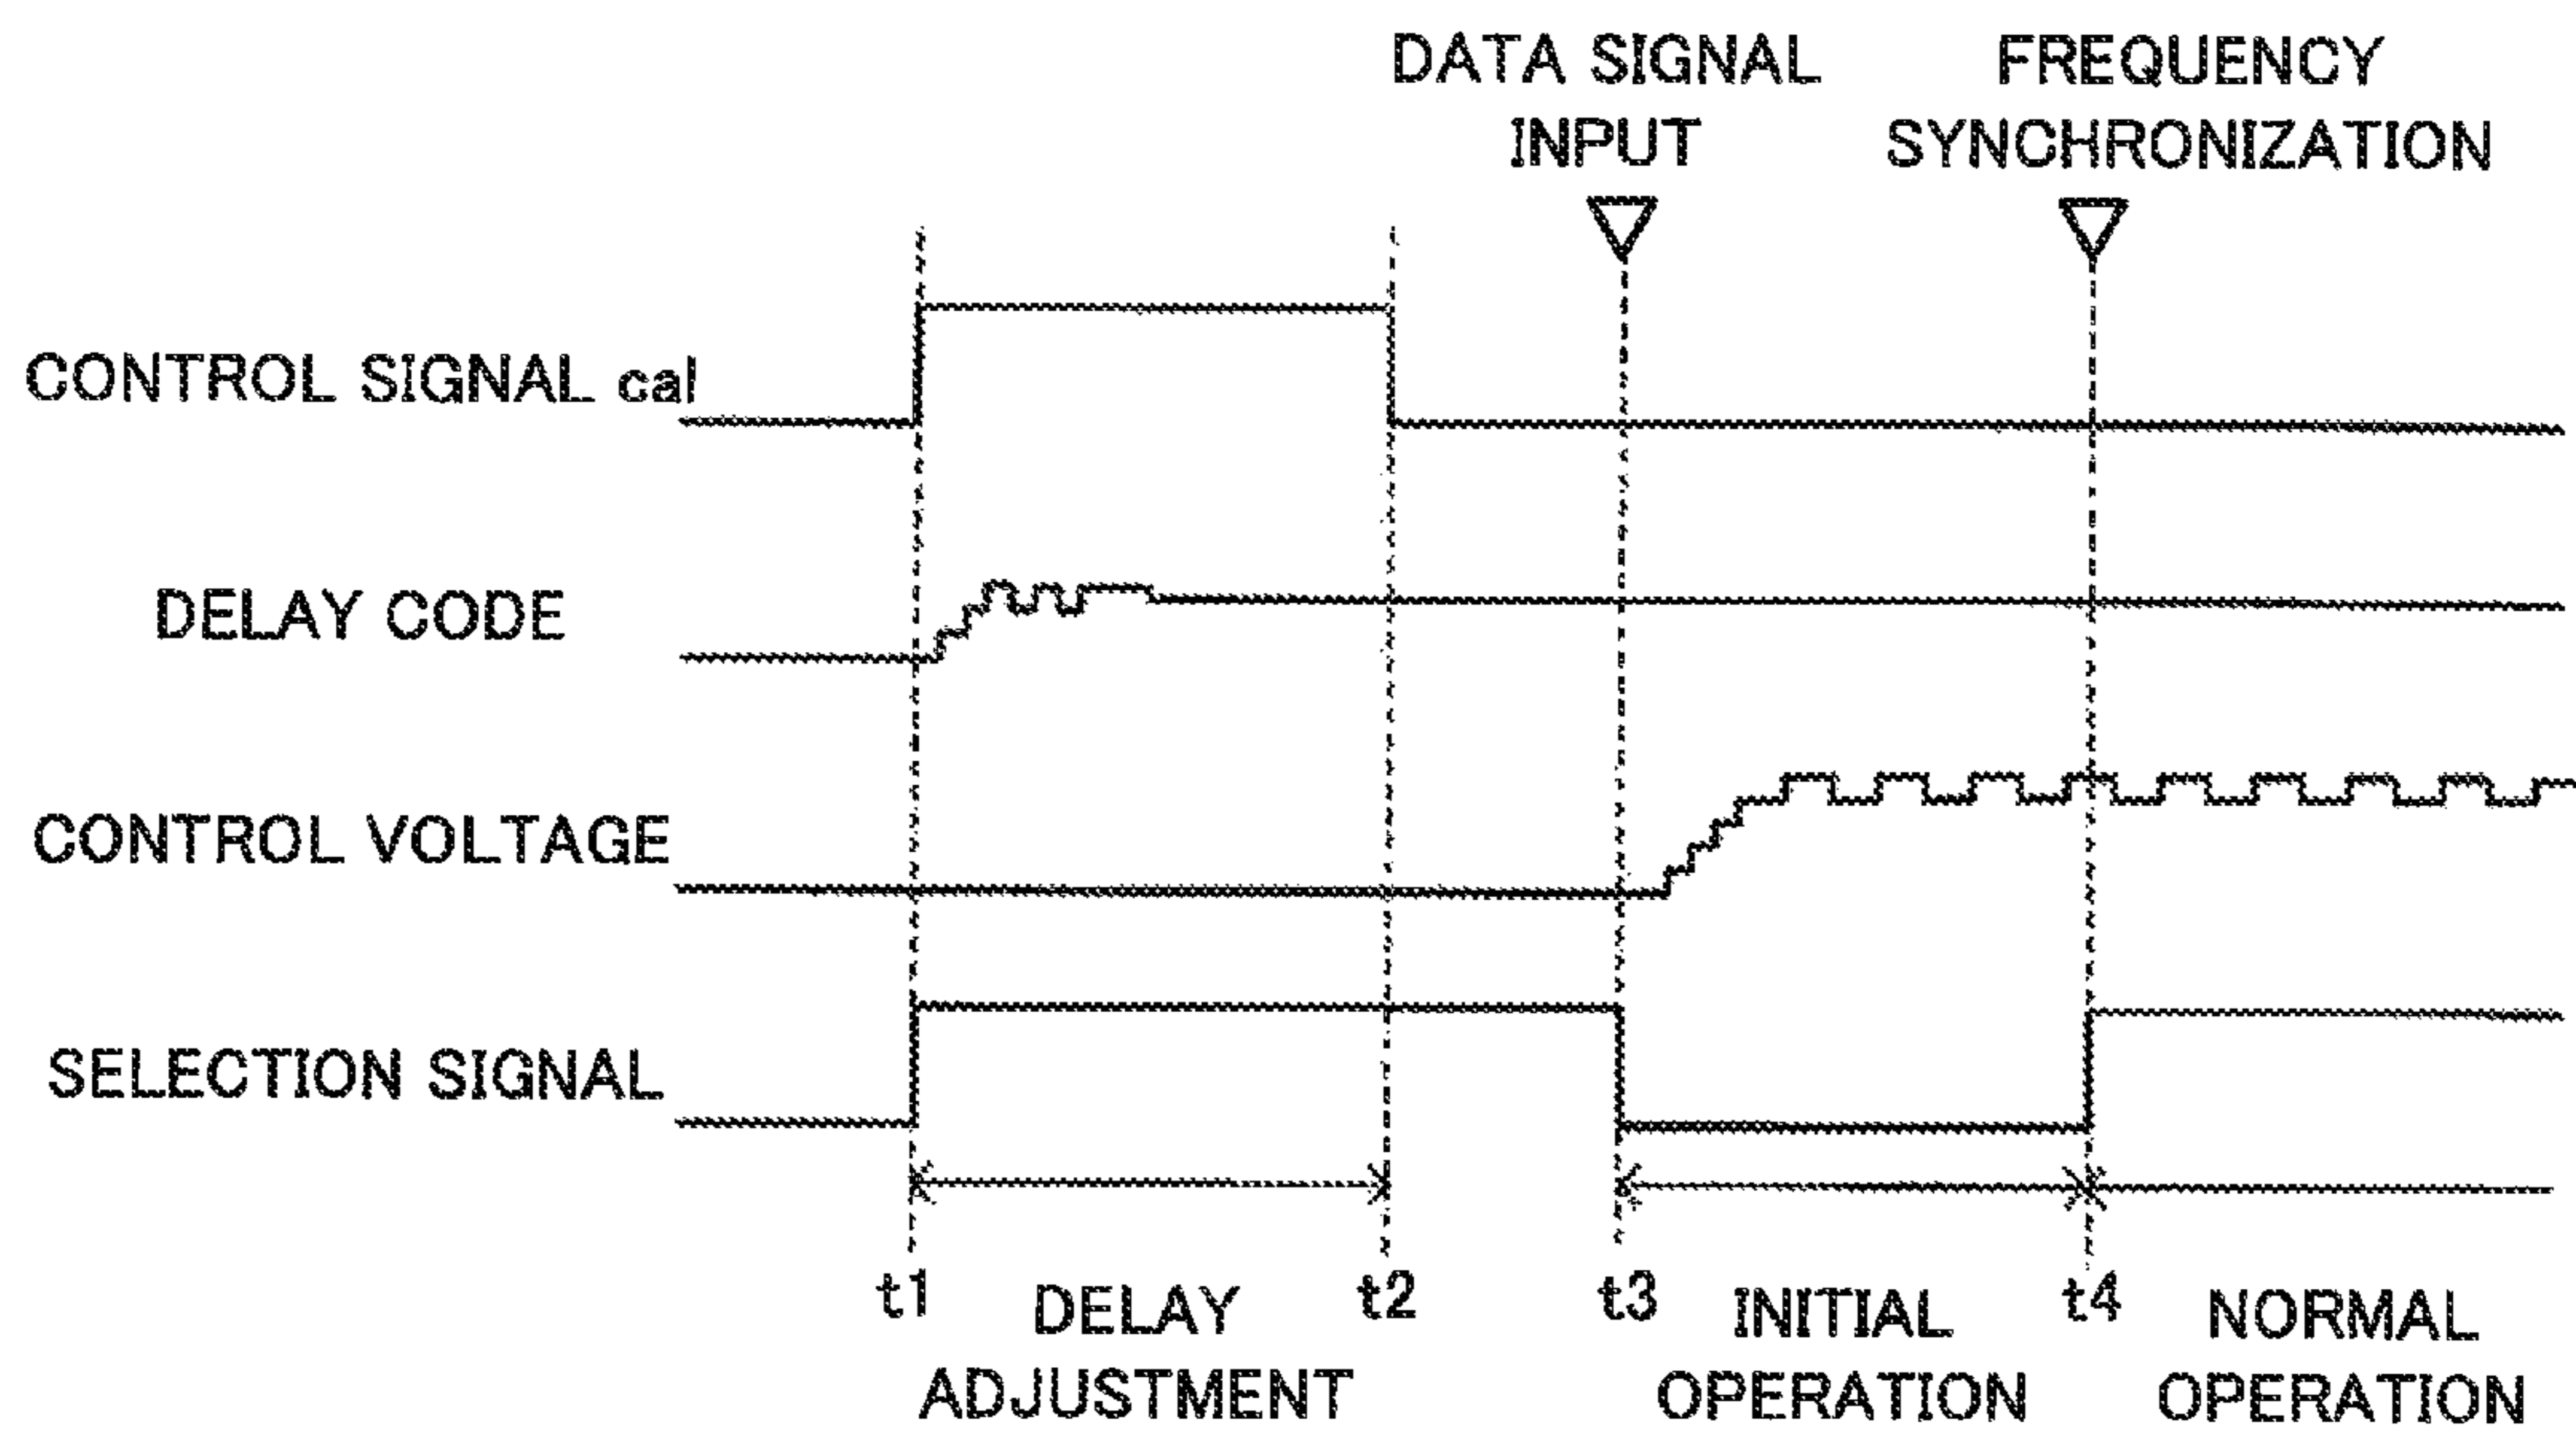 DATA SIGNAL
INPUT
FREQUENCY
SYNCHRONIZATION
CONTROL SIGNAL cal
DELAY CODE
CONTROL VOLTAGE
SELECTION SIGNAL
t1
DELAY
ADJUSTMENT
t2
t3
INITIAL
OPERATION
t4
NORMAL
OPERATION